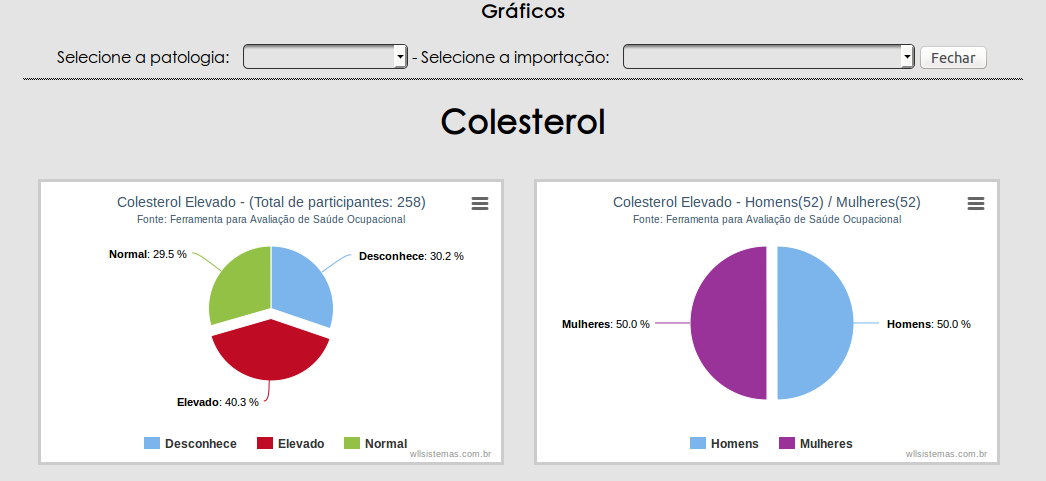 Gráficos
Selecione a patologia: - Selecione a importação: Fechar
Colesterol
Colesterol Elevado - (Total de participantes: 258)
Fonte: Ferramenta para Avaliação de Saúde Ocupacional
Normal: 29.5 %
Desconhece: 30.2 %
Elevado: 40.3 %
Desconhece Elevado Normal
wllsistemas.com.br
Colesterol Elevado - Homens(52) / Mulheres(52)
Fonte: Ferramenta para Avaliação de Saúde Ocupacional
Mulheres: 50.0 %
Homens: 50.0 %
Homens Mulheres
wllsistemas.com.br